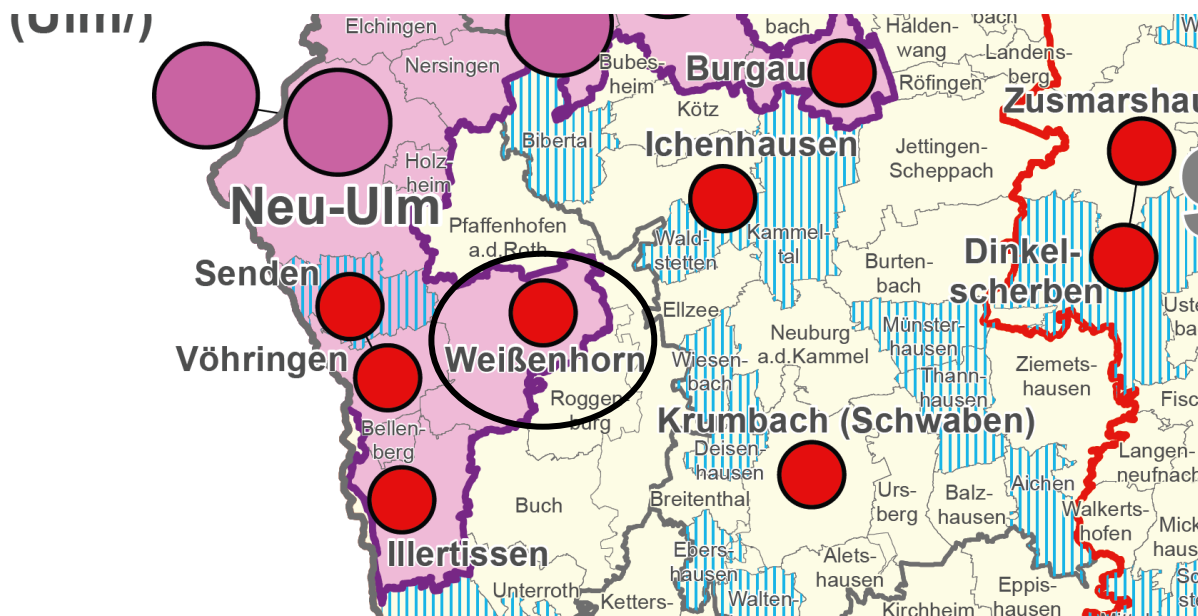 (Ulm/)
Elchingen
bach
Halden-
wang
bach
Nersingen
Bubes-
heim
Burgau
Landens-
berg
Röfingen
Zusmarshau
Kötz
Bibertal
Ichenhausen
Jettingen-
Scheppach
Holz-
heim
Neu-Ulm
Pfaffenhofen
a.d.Roth
Wald-
stetten
Kammel-
tal
Senden
Burtenbach
Dinkel-
scherben
Ellzee
Uste
ba
Vöhringen
Weißenhorn
Wiesen-
bach
Neuburg
a.d.Kammel
Münster-
hausen
Thann-
hausen
Ziemets-
hausen
Fisc
Roggen-
burg
Krumbach (Schwaben)
Bellen-
berg
Deisen-
hausen
Langen-
neufnach
Buch
Breitenthal
Urs-
berg
Balz-
hausen
Aichen
Walkerts-
hofen
Mick
haus
Illertissen
Ebers-
hausen
Alets-
hausen
Unterroth
Ketters-
Walten-
Kirchheim
Eppis-
hausen